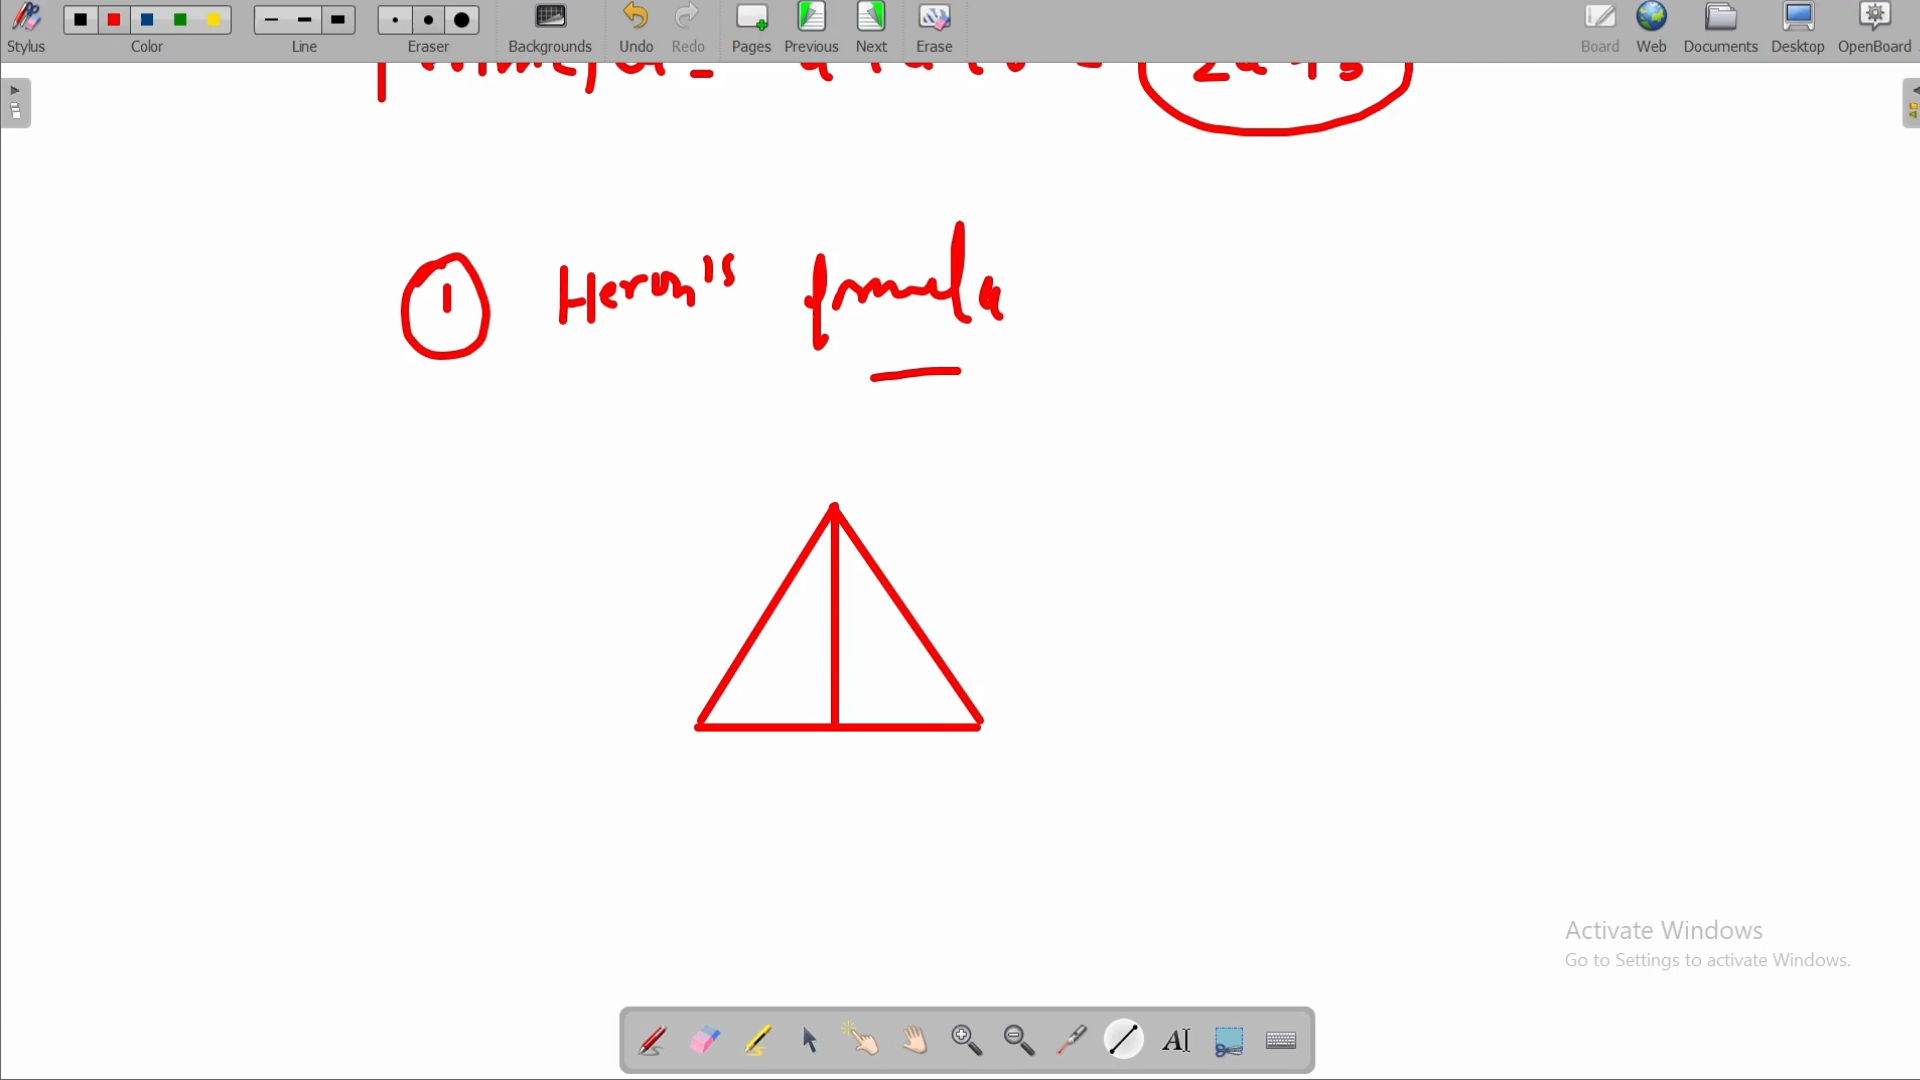 Stylus Color Line Eraser Backgrounds Undo Redo Pages Previous Next Erase Board Web Documents Desktop OpenBoard
2a+b
1 Heron's formula
Activate Windows
Go to Settings to activate Windows.